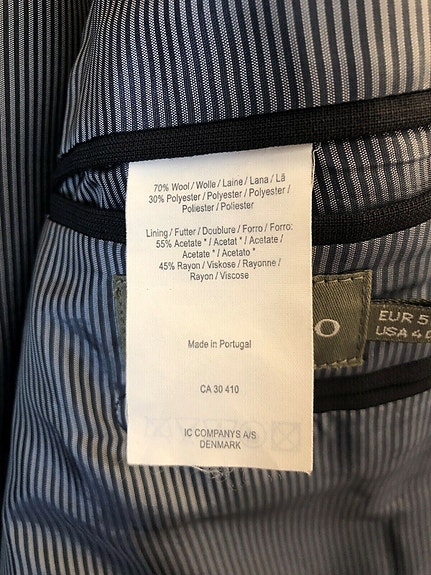 70% Wool / Wolle / Laine / Lana / Lã
30% Polyester / Polyester / Polyester /
Poliester / Poliester
Lining / Futter / Doublure / Forro / Forro:
55% Acetate * / Acetat * / Acetate /
Acetate * / Acetato *
45% Rayon / Viskose / Rayonne /
Rayon / Viscose
Made in Portugal
CA 30 410
IC COMPANYS A/S
DENMARK
O
EUR 5
USA 4